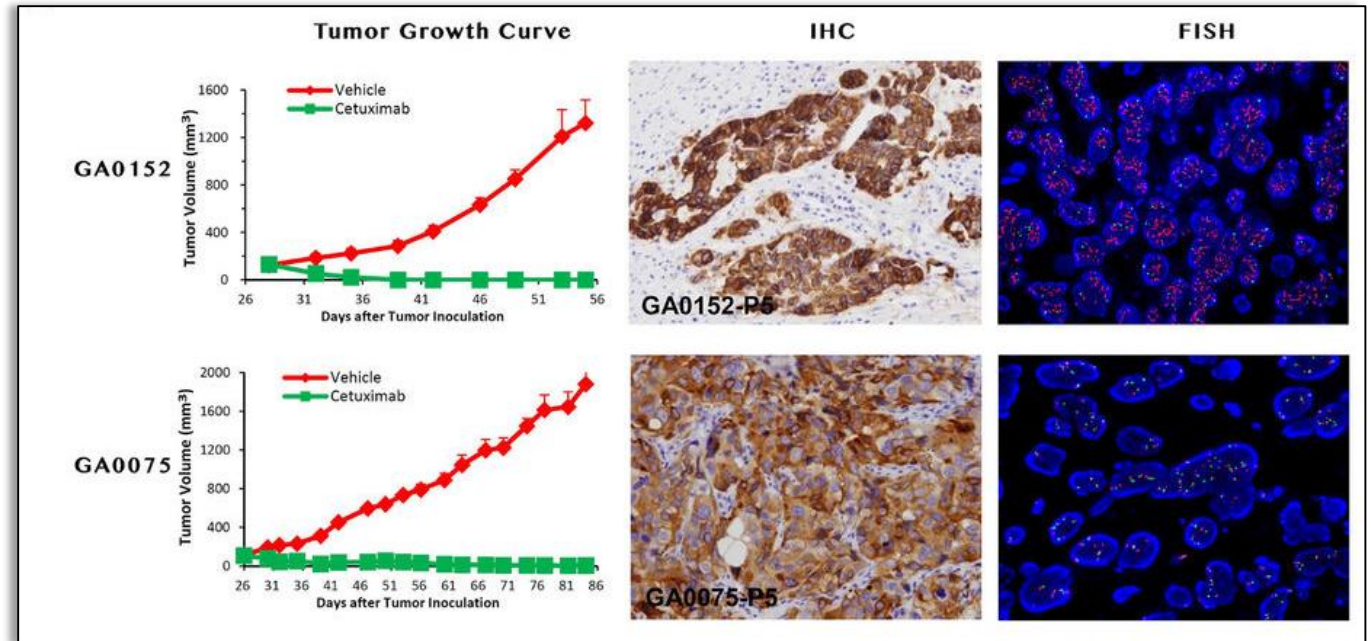 Tumor Growth Curve
IHC
FISH
GA0152
Vehicle
Cetuximab
Tumor Volume (mm³)
1600
1200
800
400
0
26 31 36 41 46 51 56
Days after Tumor Inoculation
GA0152-P5
GA0075
Vehicle
Cetuximab
Tumor Volume (mm³)
2000
1600
1200
800
400
0
26 31 36 41 46 51 56 61 66 71 76 81 86
Days after Tumor Inoculation
GA0075-P5